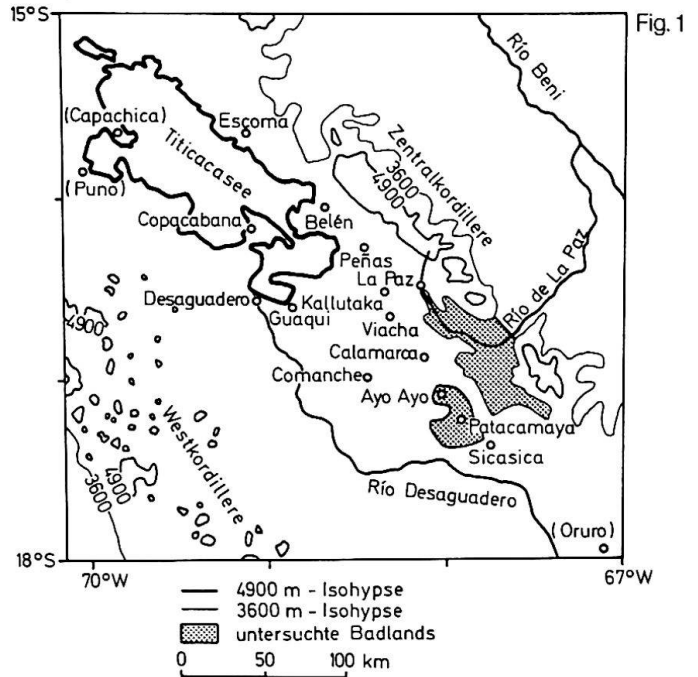 15°S
Fig. 1
Río Beni
(Capachica)
Escoma
Titicacasee
Zentralkordillere
3600
4900
(Puno)
Copacabana
Belén
Peñas
La Paz
Río de La Paz
Desaguadero
Kallutaka
Guaqui
4900
Viacha
Calamarca
Comanche
Ayo Ayo
Westkordillere
Patacamaya
Sicasica
4900
3600
Río Desaguadero
(Oruro)
18°S
70°W
67°W
4900 m - Isohypse
3600 m - Isohypse
untersuchte Badlands
0 50 100 km